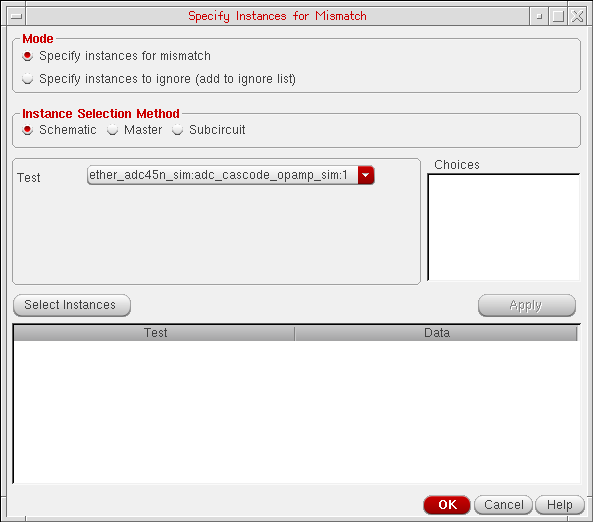 Specify Instances for Mismatch
Mode
Specify instances for mismatch
Specify instances to ignore (add to ignore list)
Instance Selection Method
Schematic Master Subcircuit
Test ether_adc45n_sim:adc_cascode_opamp_sim:1
Choices
Select Instances Apply
Test Data
OK Cancel Help